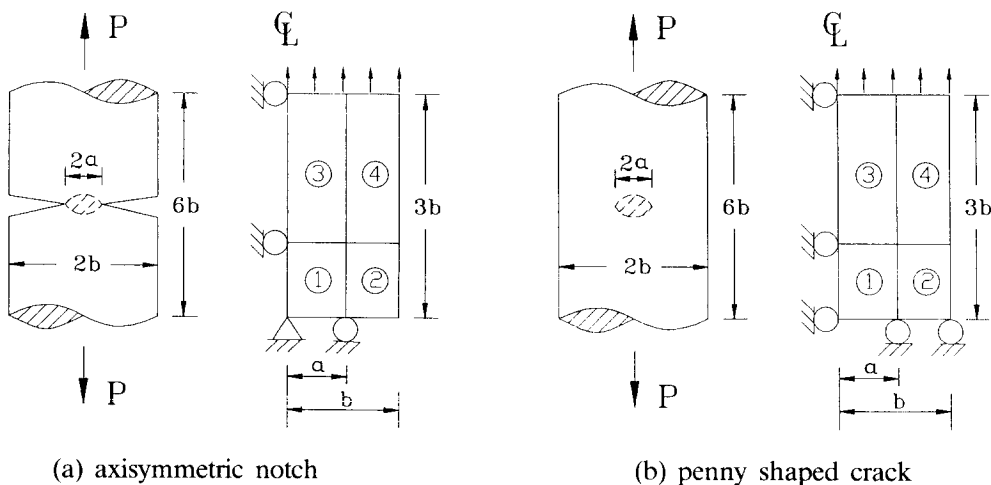 P
2a
6b
2b
P
℄
③ ④
3b
① ②
a
b
(a) axisymmetric notch
P
2a
6b
2b
P
℄
③ ④
3b
① ②
a
b
(b) penny shaped crack